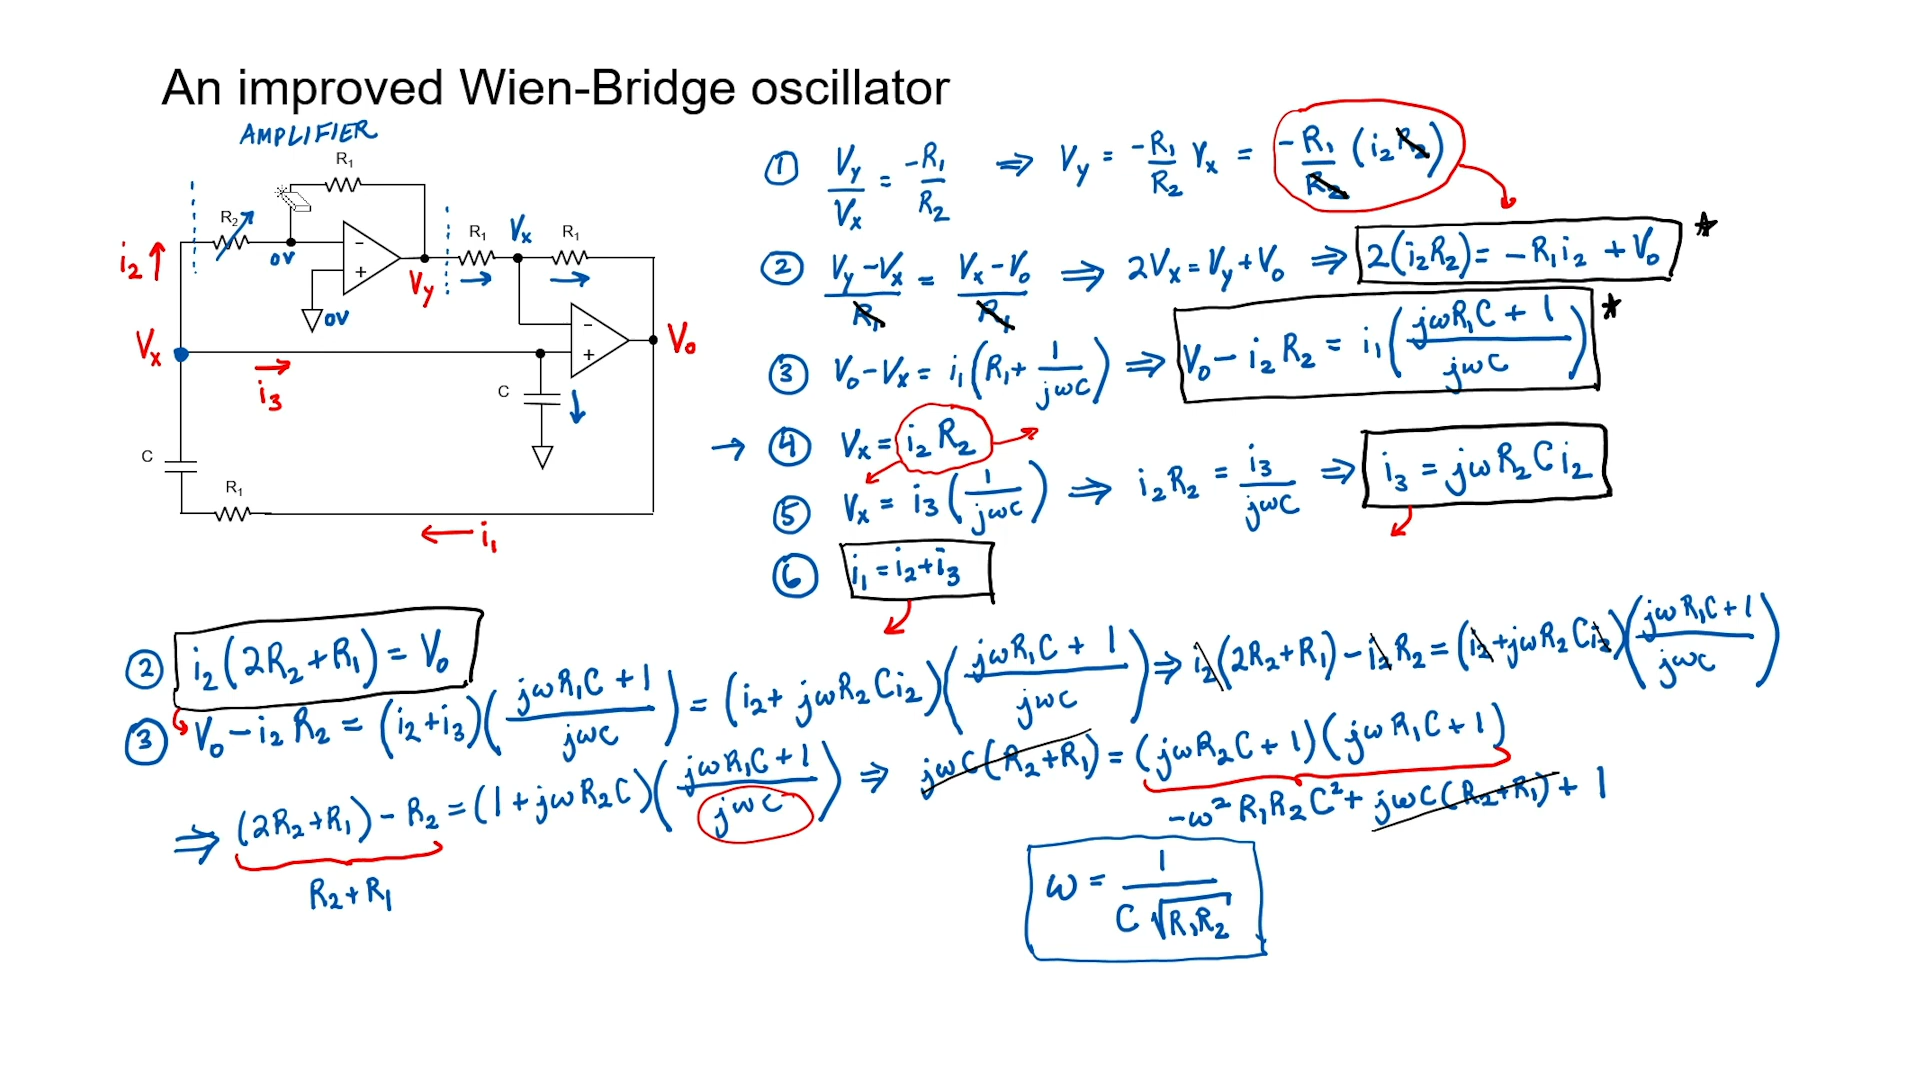 An improved Wien-Bridge oscillator
AMPLIFIER
R1
R2
i2 ↑
0V
−
+
0V
Vy
R1
Vx
R1
−
+
Vo
Vx
i3
C
C
R1
i1
① Vy/Vx = -R1/R2 ⇒ Vy = -R1/R2 Vx = -R1/R2 (i2R2)
② Vy-Vx/R1 = Vx-Vo/R1 ⇒ 2Vx = Vy+Vo ⇒ 2(i2R2) = -R1i2 + Vo ★
③ Vo-Vx = i1(R1+ 1/jωC) ⇒ Vo - i2R2 = i1(jωR1C + 1/jωC) ★
→ ④ Vx = i2R2
⑤ Vx = i3(1/jωC) ⇒ i2R2 = i3/jωC ⇒ i3 = jωR2Ci2
⑥ i1 = i2+i3
② i2(2R2+R1) = Vo
③ Vo - i2R2 = (i2+i3)(jωR1C+1/jωC) = (i2+jωR2Ci2)(jωR1C+1/jωC) ⇒ i2(2R2+R1) - i2R2 = (i2+jωR2Ci2)(jωR1C+1/jωC)
⇒ (2R2+R1) - R2 = (1+jωR2C)(jωR1C+1/jωC) ⇒ jωC(R2+R1) = (jωR2C+1)(jωR1C+1)
R2+R1
-ω²R1R2C² + jωC(R2+R1) + 1
ω = 1/C√R1R2